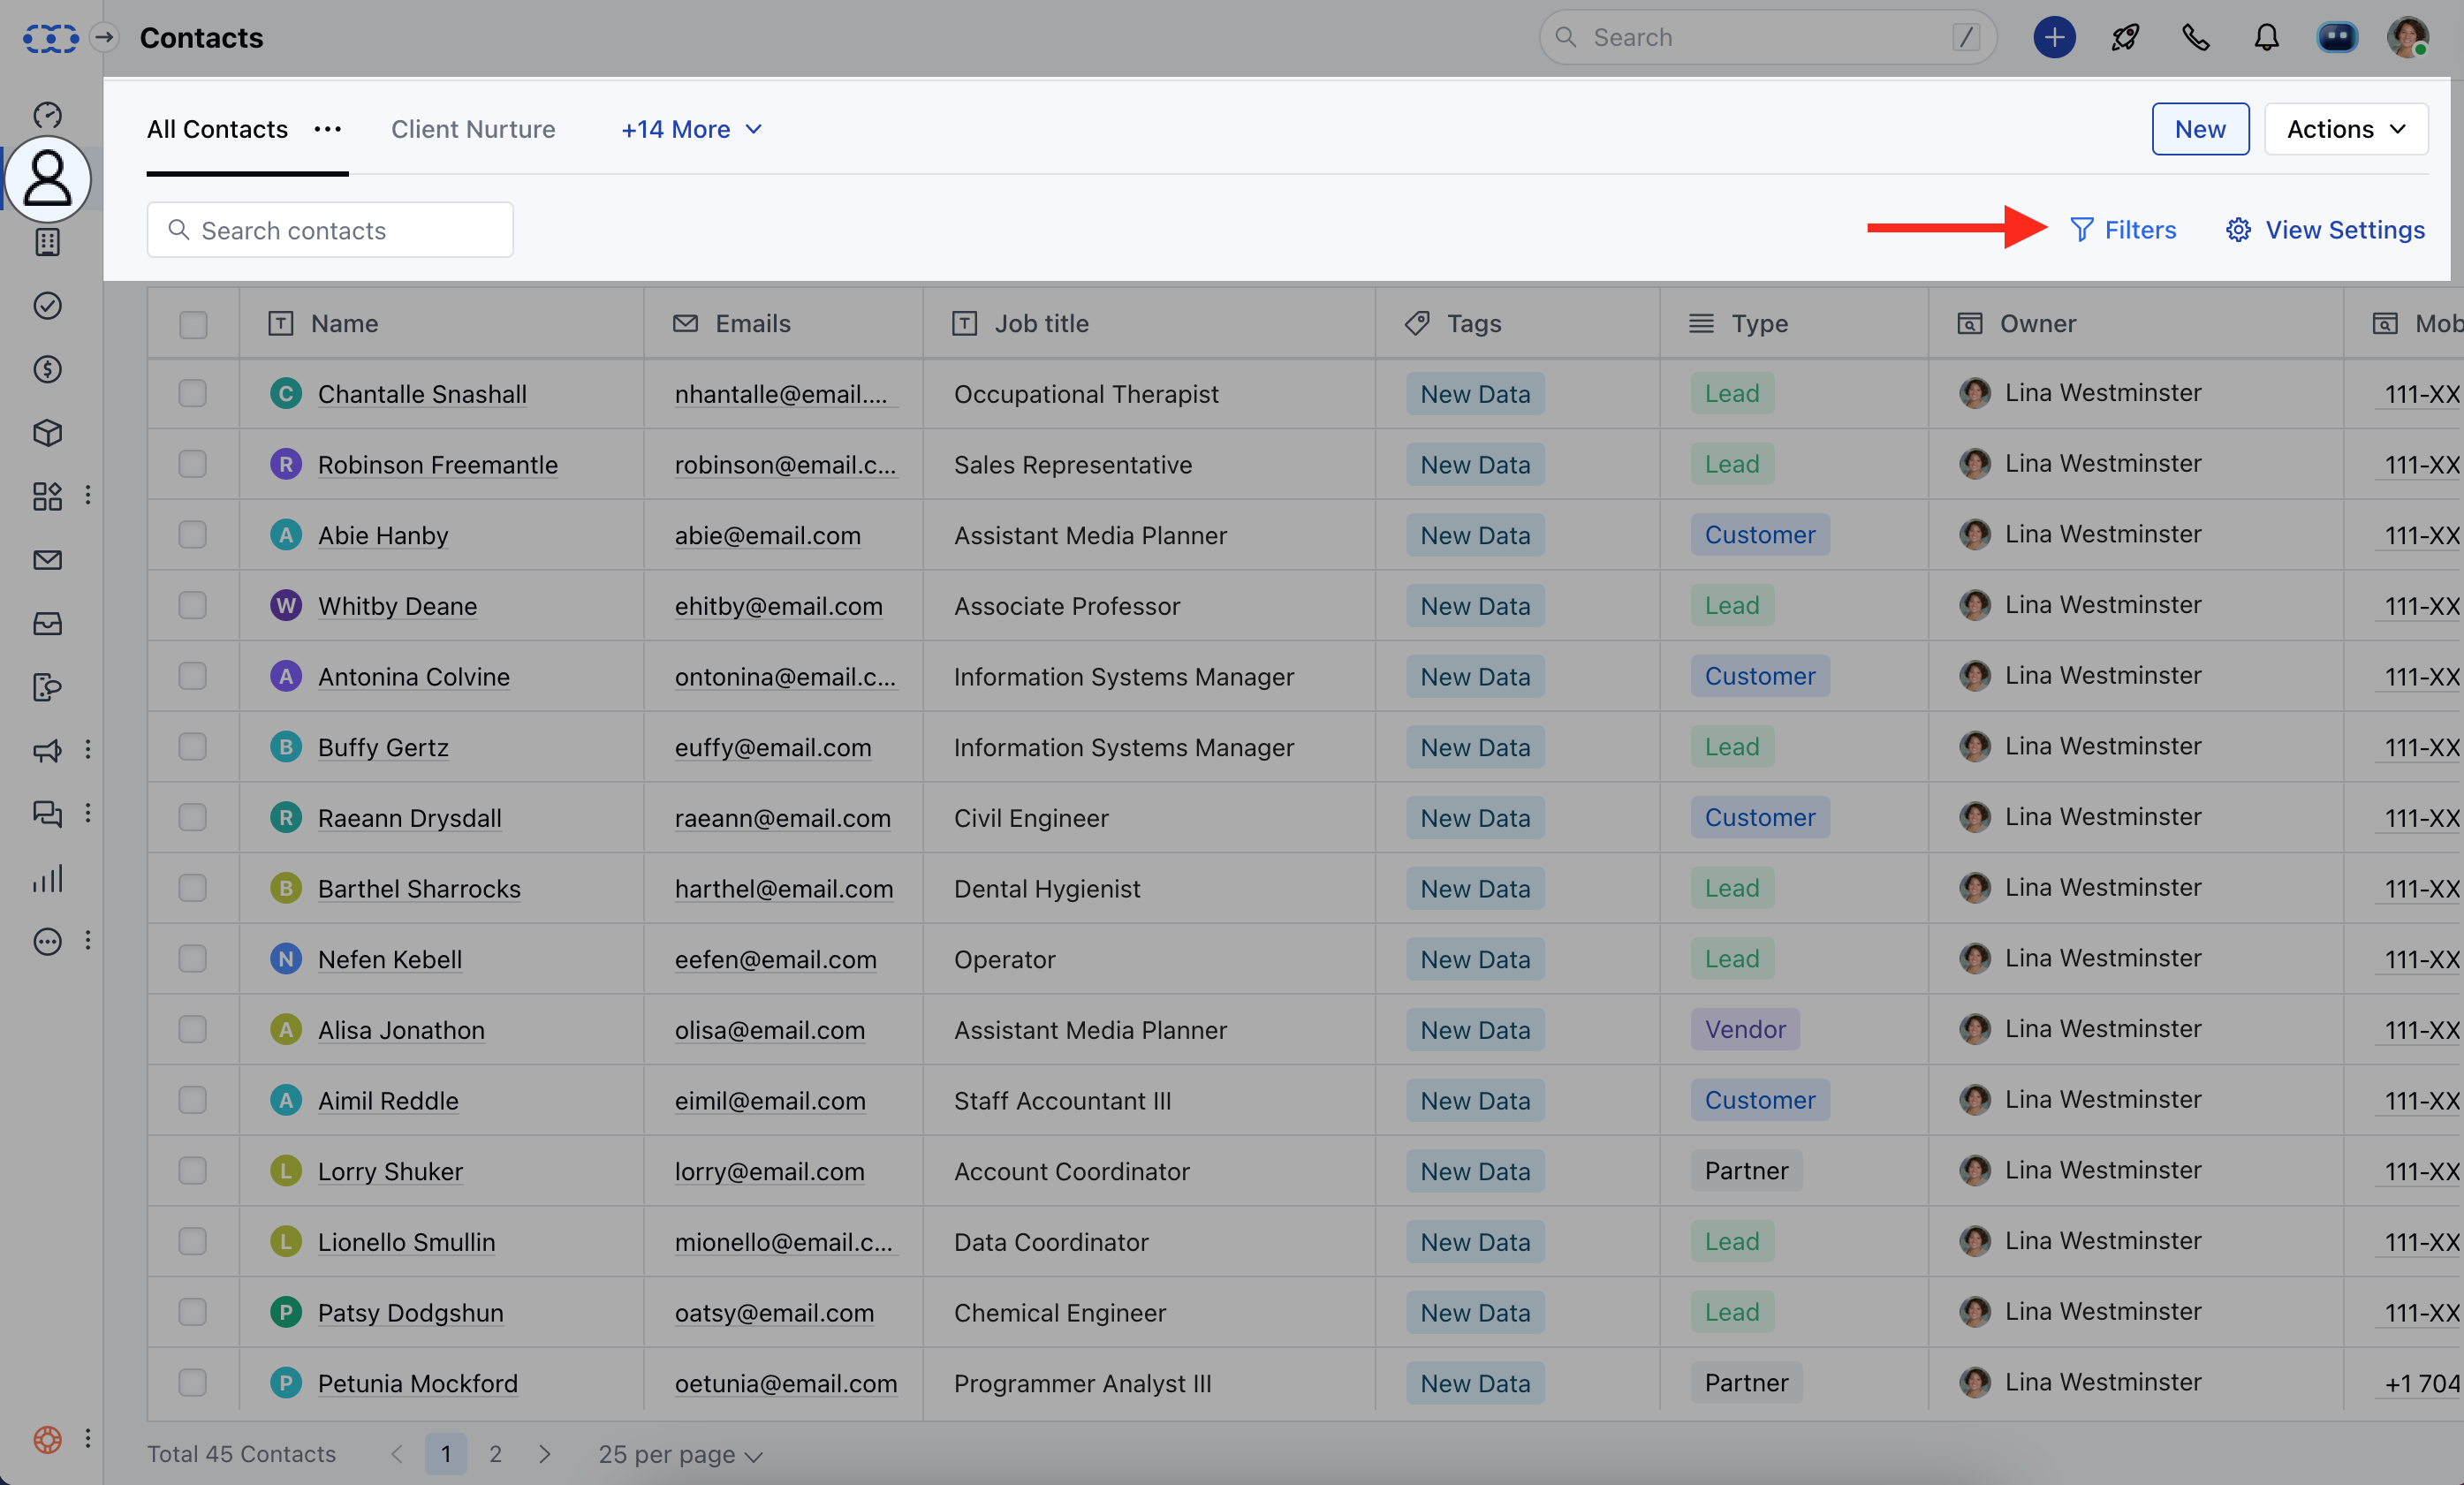 Contacts
Search /
All Contacts ••• Client Nurture +14 More New Actions
Search contacts Filters View Settings
Name Emails Job title Tags Type Owner Mob
C Chantalle Snashall nhantalle@email.... Occupational Therapist New Data Lead Lina Westminster 111-XX
R Robinson Freemantle robinson@email.c... Sales Representative New Data Lead Lina Westminster 111-XX
A Abie Hanby abie@email.com Assistant Media Planner New Data Customer Lina Westminster 111-XX
W Whitby Deane ehitby@email.com Associate Professor New Data Lead Lina Westminster 111-XX
A Antonina Colvine ontonina@email.c... Information Systems Manager New Data Customer Lina Westminster 111-XX
B Buffy Gertz euffy@email.com Information Systems Manager New Data Lead Lina Westminster 111-XX
R Raeann Drysdall raeann@email.com Civil Engineer New Data Customer Lina Westminster 111-XX
B Barthel Sharrocks harthel@email.com Dental Hygienist New Data Lead Lina Westminster 111-XX
N Nefen Kebell eefen@email.com Operator New Data Lead Lina Westminster 111-XX
A Alisa Jonathon olisa@email.com Assistant Media Planner New Data Vendor Lina Westminster 111-XX
A Aimil Reddle eimil@email.com Staff Accountant III New Data Customer Lina Westminster 111-XX
L Lorry Shuker lorry@email.com Account Coordinator New Data Partner Lina Westminster 111-XX
L Lionello Smullin mionello@email.c... Data Coordinator New Data Lead Lina Westminster 111-XX
P Patsy Dodgshun oatsy@email.com Chemical Engineer New Data Lead Lina Westminster 111-XX
P Petunia Mockford oetunia@email.com Programmer Analyst III New Data Partner Lina Westminster +1 704
Total 45 Contacts 1 2 25 per page